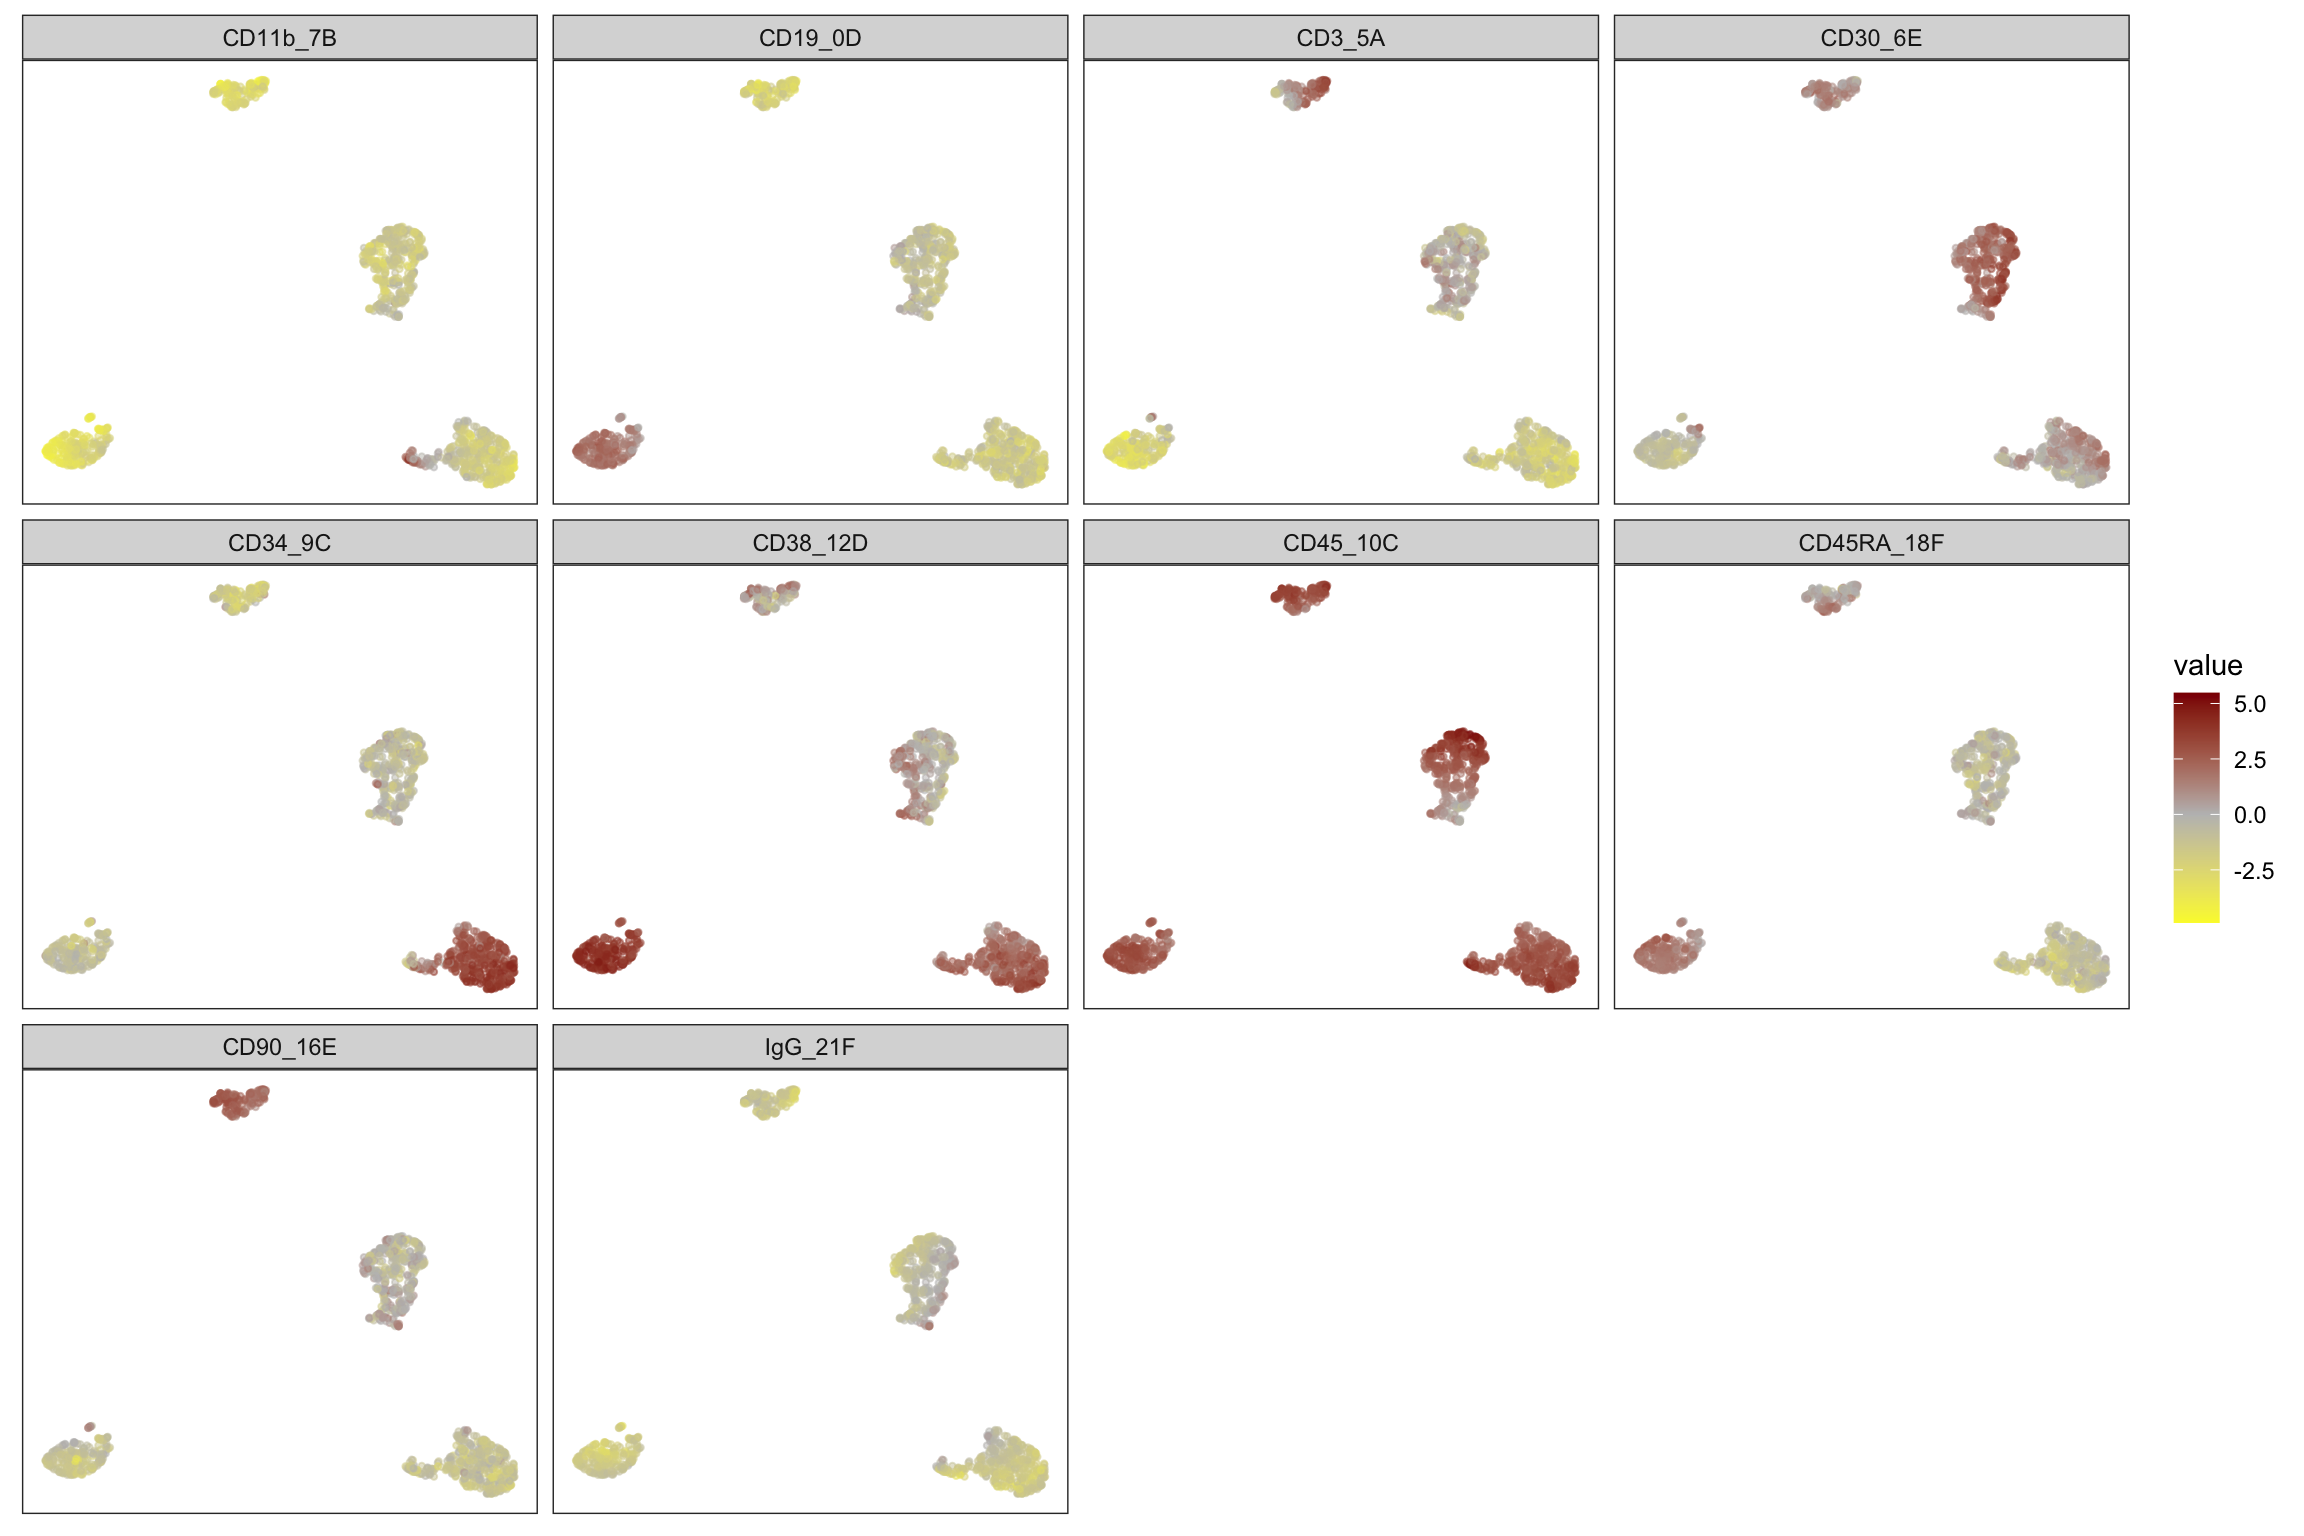 CD11b_7B
CD19_0D
CD3_5A
CD30_6E
CD34_9C
CD38_12D
CD45_10C
CD45RA_18F
CD90_16E
IgG_21F
value
5.0
2.5
0.0
-2.5